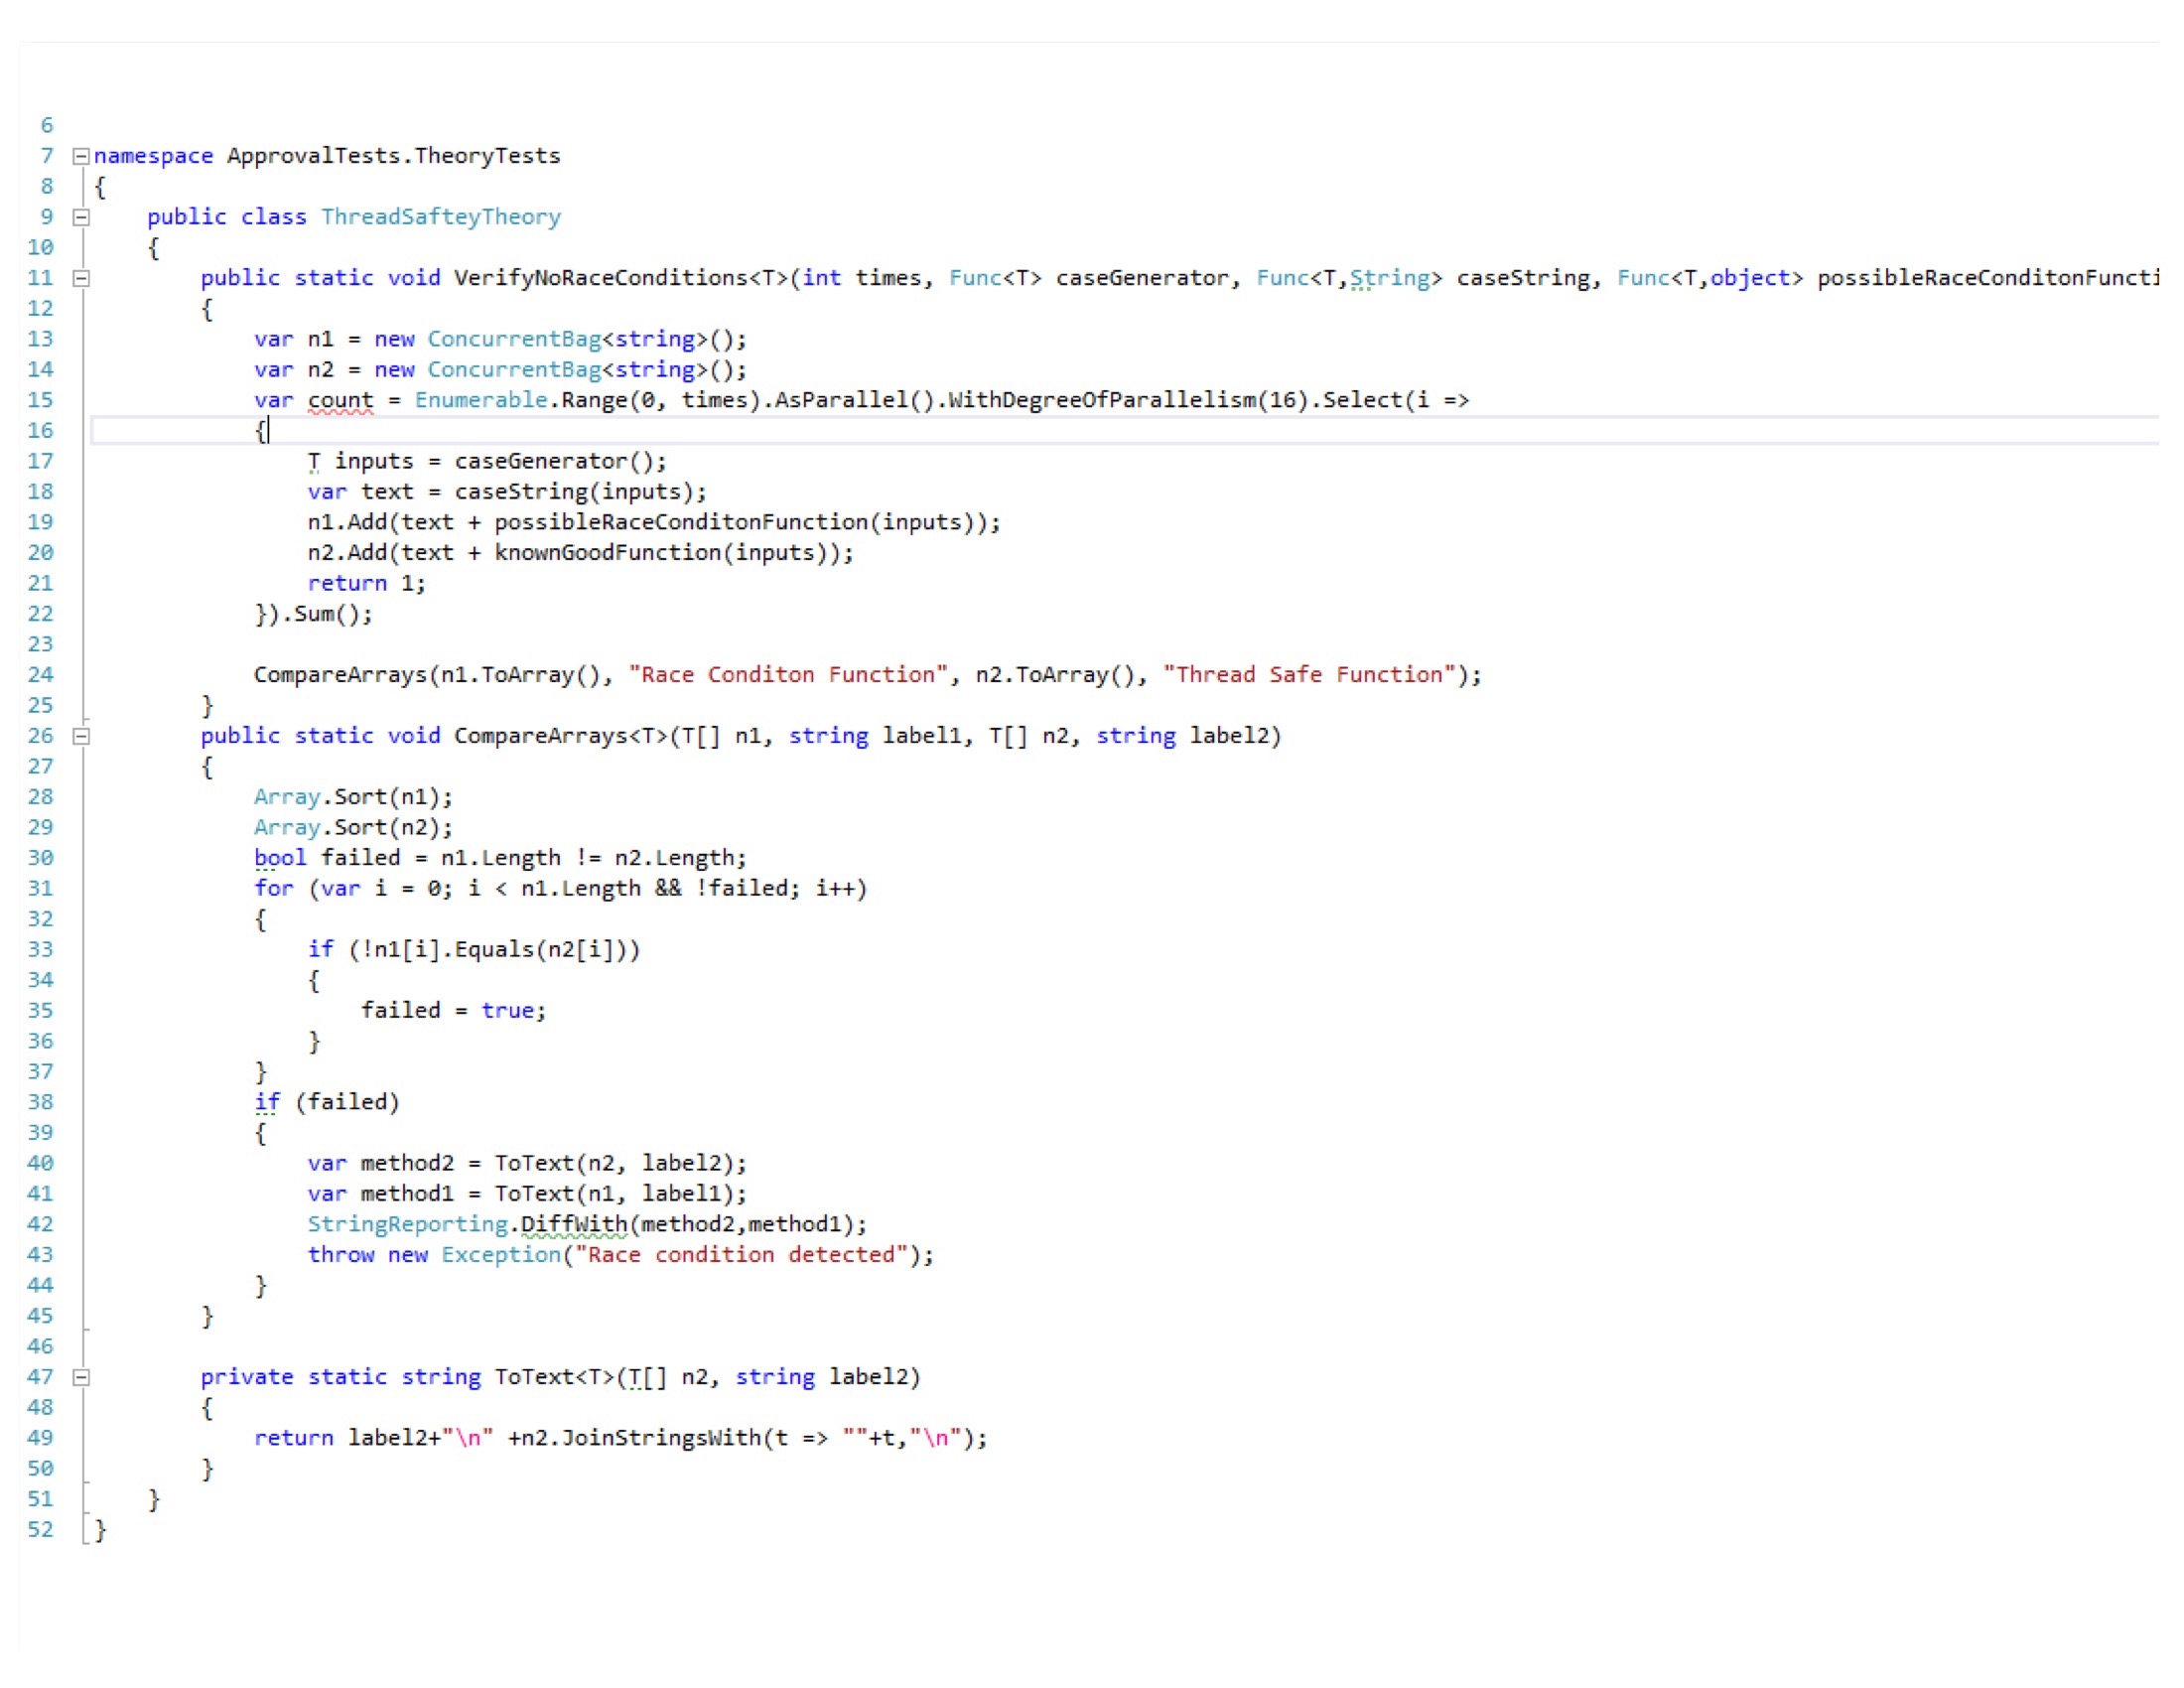 6
7 namespace ApprovalTests.TheoryTests
8 {
9 public class ThreadSafteyTheory
10 {
11 public static void VerifyNoRaceConditions<T>(int times, Func<T> caseGenerator, Func<T,String> caseString, Func<T,object> possibleRaceConditonFuncti
12 {
13 var n1 = new ConcurrentBag<string>();
14 var n2 = new ConcurrentBag<string>();
15 var count = Enumerable.Range(0, times).AsParallel().WithDegreeOfParallelism(16).Select(i =>
16 {
17 T inputs = caseGenerator();
18 var text = caseString(inputs);
19 n1.Add(text + possibleRaceConditonFunction(inputs));
20 n2.Add(text + knownGoodFunction(inputs));
21 return 1;
22 }).Sum();
23
24 CompareArrays(n1.ToArray(), "Race Conditon Function", n2.ToArray(), "Thread Safe Function");
25 }
26 public static void CompareArrays<T>(T[] n1, string label1, T[] n2, string label2)
27 {
28 Array.Sort(n1);
29 Array.Sort(n2);
30 bool failed = n1.Length != n2.Length;
31 for (var i = 0; i < n1.Length && !failed; i++)
32 {
33 if (!n1[i].Equals(n2[i]))
34 {
35 failed = true;
36 }
37 }
38 if (failed)
39 {
40 var method2 = ToText(n2, label2);
41 var method1 = ToText(n1, label1);
42 StringReporting.DiffWith(method2,method1);
43 throw new Exception("Race condition detected");
44 }
45 }
46
47 private static string ToText<T>(T[] n2, string label2)
48 {
49 return label2+"\n" +n2.JoinStringsWith(t => ""+t,"\n");
50 }
51 }
52 }